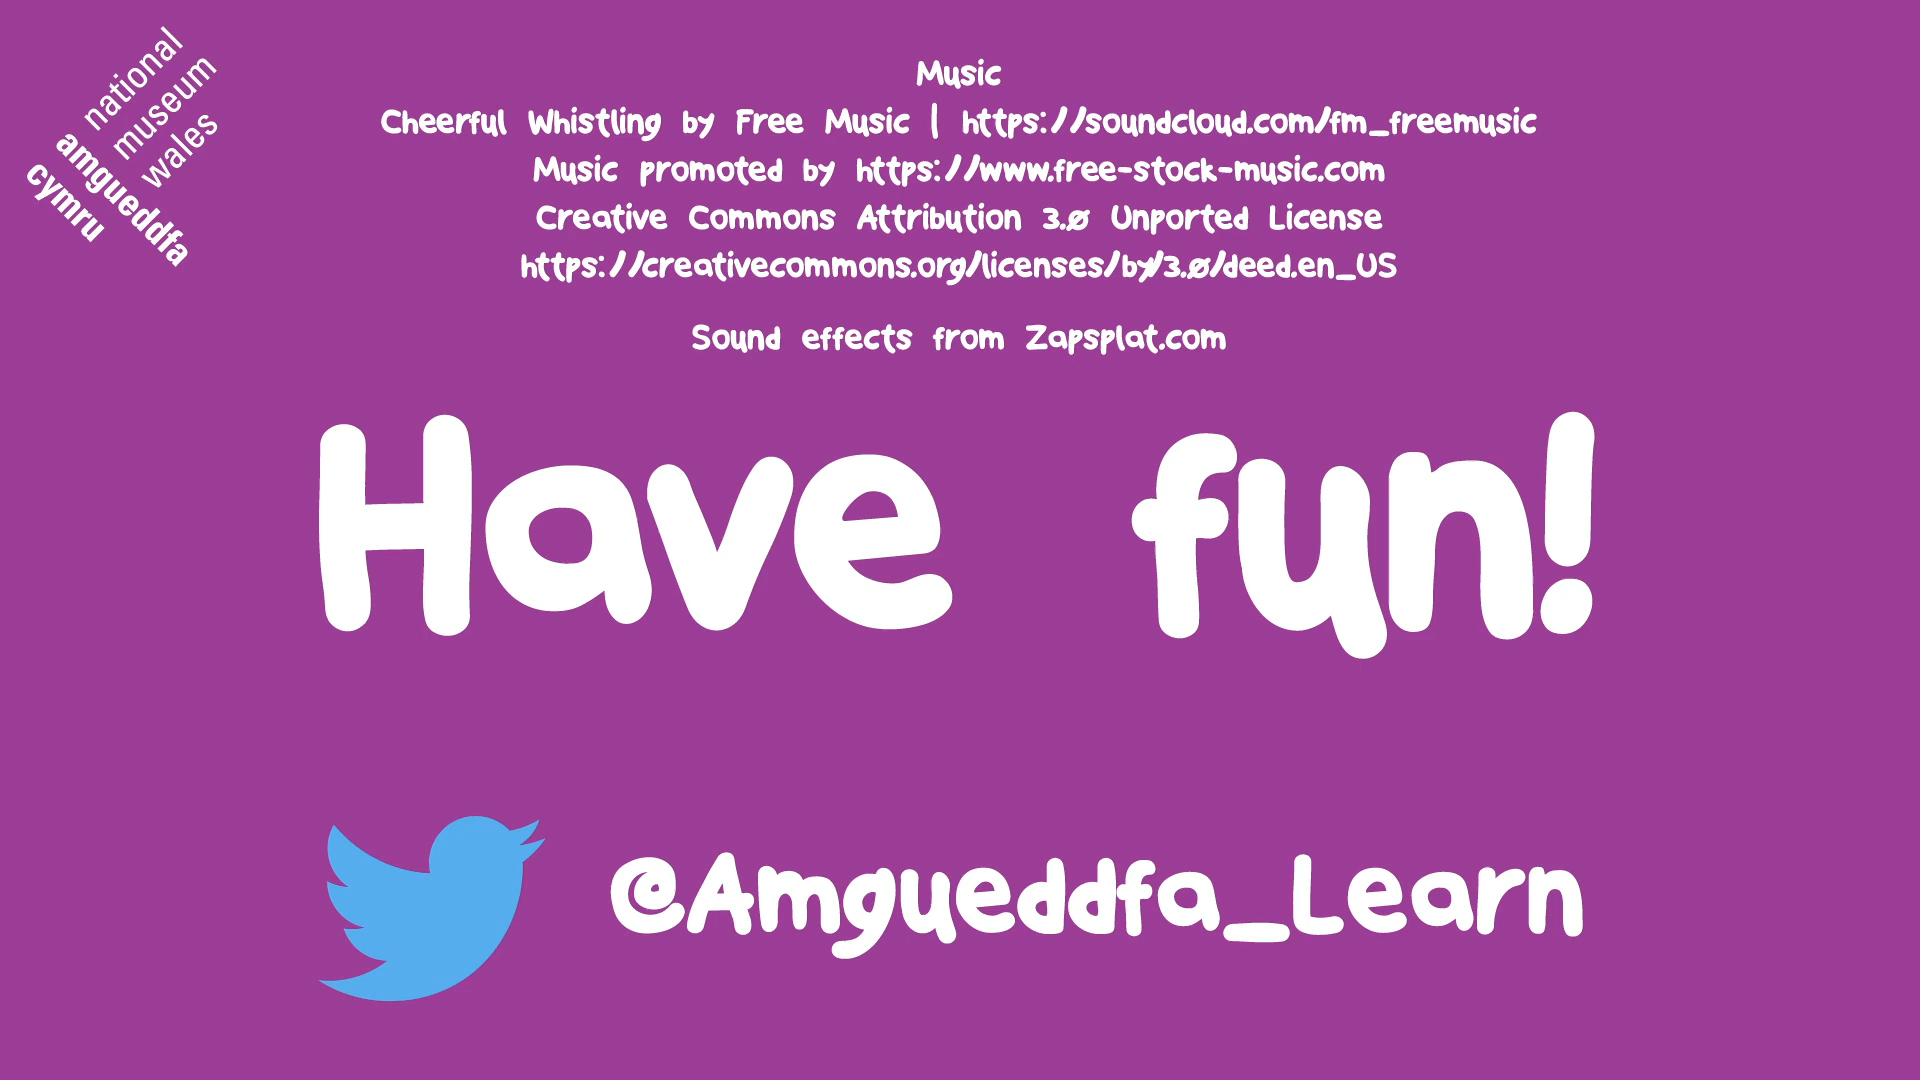 national
museum
wales
amgueddfa
cymru
Music
Cheerful Whistling by Free Music | https://soundcloud.com/fm_freemusic
Music promoted by https://www.free-stock-music.com
Creative Commons Attribution 3.0 Unported License
https://creativecommons.org/licenses/by/3.0/deed.en_US
Sound effects from Zapsplat.com
Have fun!
@Amgueddfa_Learn